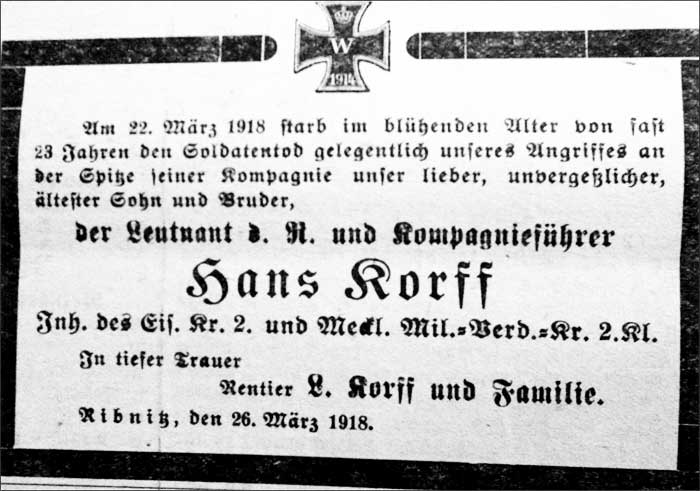 W
1914
Am 22. März 1918 starb im blühenden Alter von fast
23 Jahren den Soldatentod gelegentlich unseres Angriffes an
der Spitze seiner Kompagnie unser lieber, unvergeßlicher,
ältester Sohn und Bruder,
der Leutnant d. R. und Kompagnieführer
Hans Korff
Inh. des Eis. Kr. 2. und Meckl. Mil.=Verd.=Kr. 2.Kl.
In tiefer Trauer
Rentier L. Korff und Familie.
Ribnitz, den 26. März 1918.